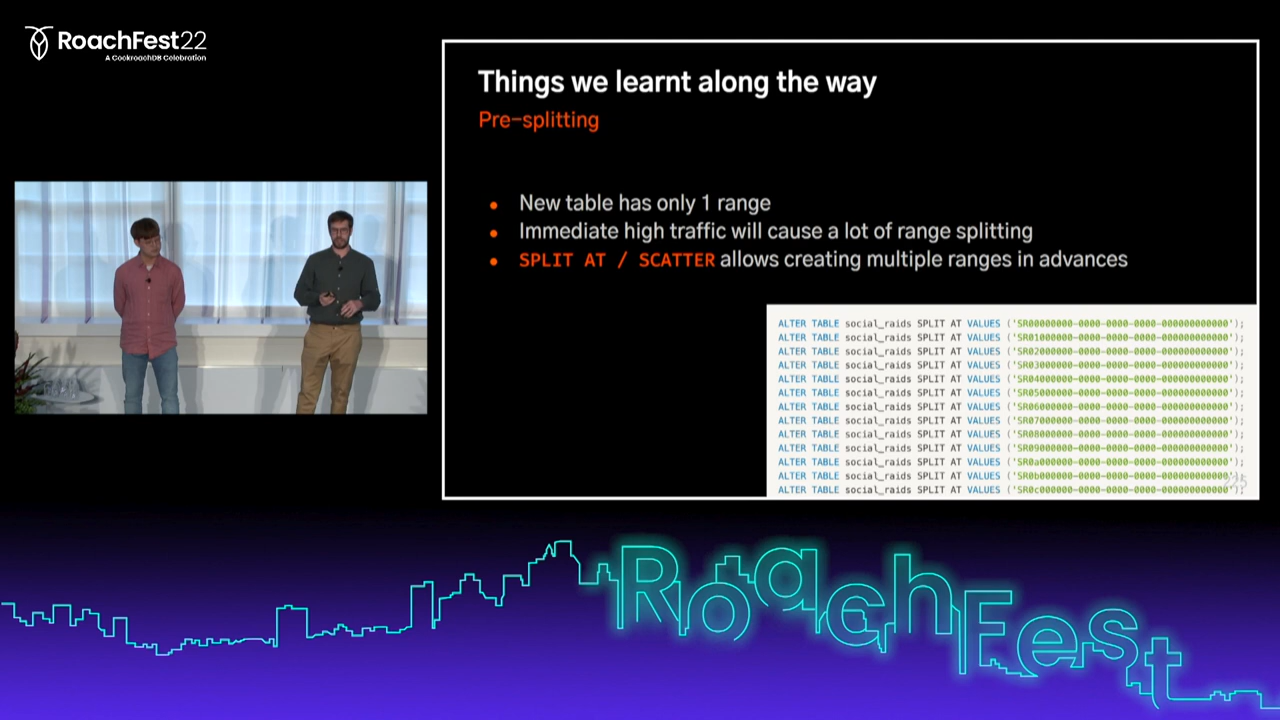 RoachFest22
A CockroachDB Celebration
Things we learnt along the way
Pre-splitting
• New table has only 1 range
• Immediate high traffic will cause a lot of range splitting
• SPLIT AT / SCATTER allows creating multiple ranges in advances
ALTER TABLE social_raids SPLIT AT VALUES ('SR00000000-0000-0000-0000-000000000000');
ALTER TABLE social_raids SPLIT AT VALUES ('SR01000000-0000-0000-0000-000000000000');
ALTER TABLE social_raids SPLIT AT VALUES ('SR02000000-0000-0000-0000-000000000000');
ALTER TABLE social_raids SPLIT AT VALUES ('SR03000000-0000-0000-0000-000000000000');
ALTER TABLE social_raids SPLIT AT VALUES ('SR04000000-0000-0000-0000-000000000000');
ALTER TABLE social_raids SPLIT AT VALUES ('SR05000000-0000-0000-0000-000000000000');
ALTER TABLE social_raids SPLIT AT VALUES ('SR06000000-0000-0000-0000-000000000000');
ALTER TABLE social_raids SPLIT AT VALUES ('SR07000000-0000-0000-0000-000000000000');
ALTER TABLE social_raids SPLIT AT VALUES ('SR08000000-0000-0000-0000-000000000000');
ALTER TABLE social_raids SPLIT AT VALUES ('SR09000000-0000-0000-0000-000000000000');
ALTER TABLE social_raids SPLIT AT VALUES ('SR0a000000-0000-0000-0000-000000000000');
ALTER TABLE social_raids SPLIT AT VALUES ('SR0b000000-0000-0000-0000-000000000000');
ALTER TABLE social_raids SPLIT AT VALUES ('SR0c000000-0000-0000-0000-000000000000');
RoachFest